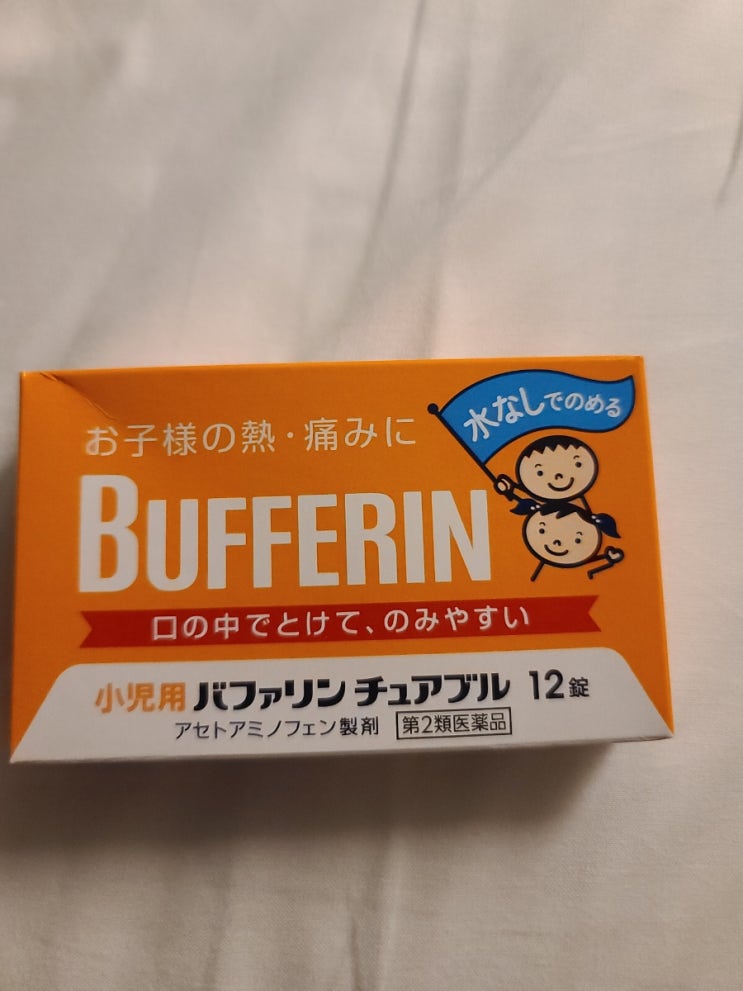 水なしでのめる
お子様の熱・痛みに
BUFFERIN
口の中でとけて、のみやすい
小児用 バファリン チュアブル 12錠
アセトアミノフェン製剤 第2類医薬品